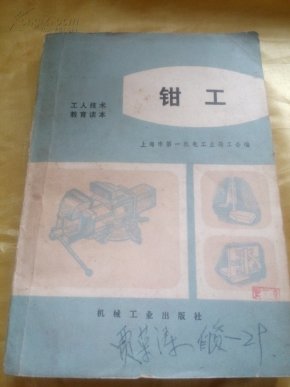 工人技术
教育读本
钳工
上海市第一机电工业局工会编
机械工业出版社